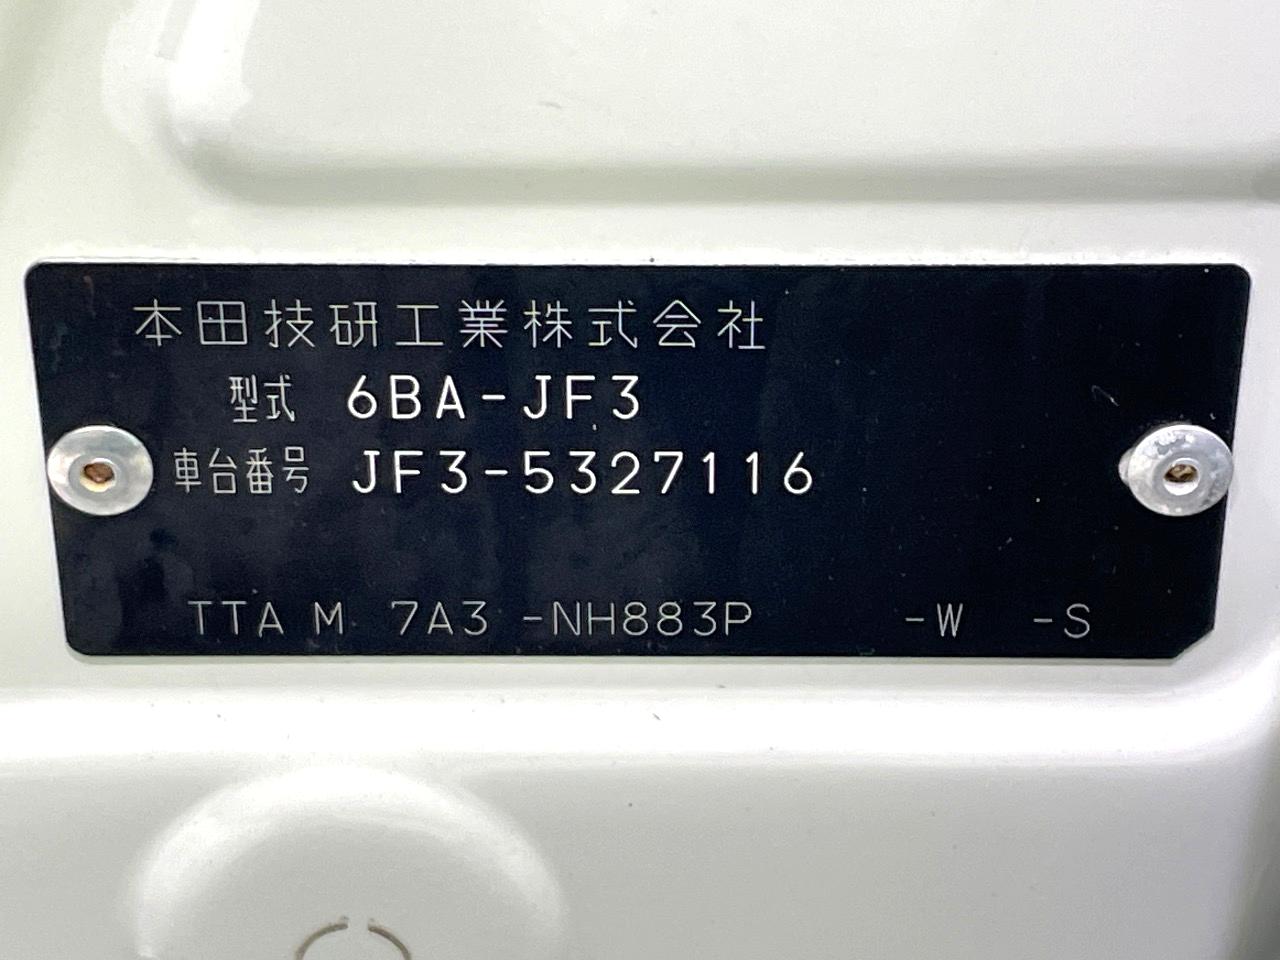 本田技研工業株式会社
型式 6BA-JF3
車台番号 JF3-5327116
TTA M 7A3 -NH883P -W -S